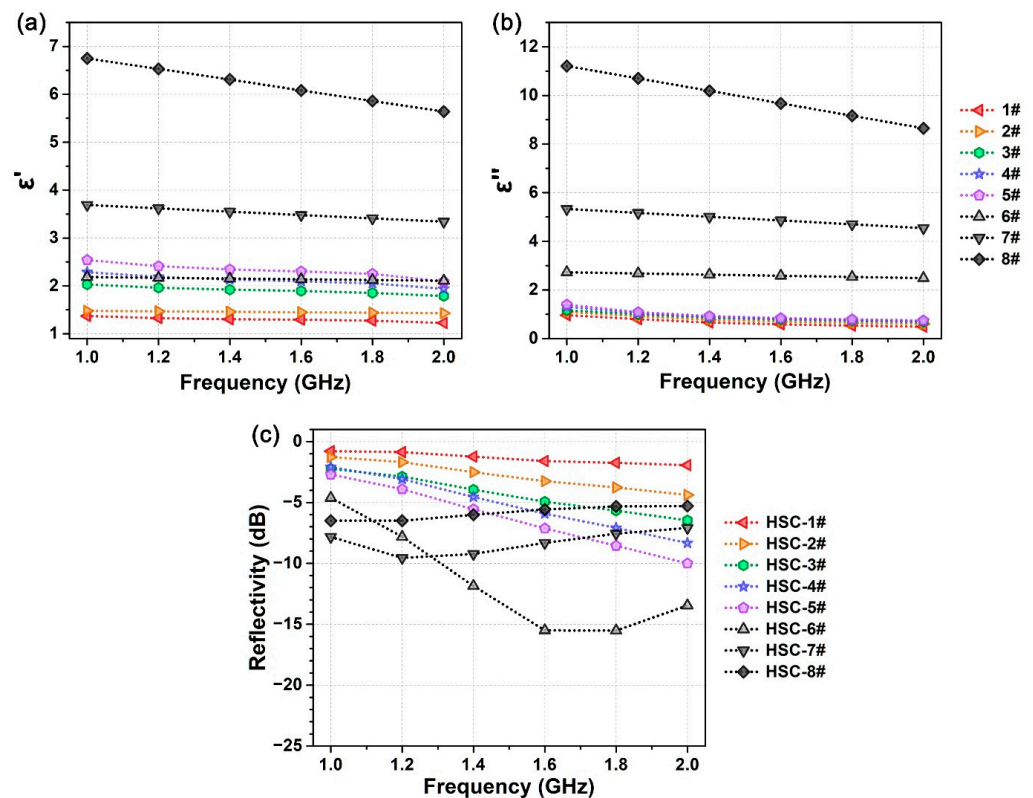 (a)
7
6
5
4
3
2
1
ε'
1.0 1.2 1.4 1.6 1.8 2.0
Frequency (GHz)
(b)
12
10
8
6
4
2
0
ε''
1.0 1.2 1.4 1.6 1.8 2.0
Frequency (GHz)
1#
2#
3#
4#
5#
6#
7#
8#
(c)
0
−5
−10
−15
−20
−25
Reflectivity (dB)
1.0 1.2 1.4 1.6 1.8 2.0
Frequency (GHz)
HSC-1#
HSC-2#
HSC-3#
HSC-4#
HSC-5#
HSC-6#
HSC-7#
HSC-8#